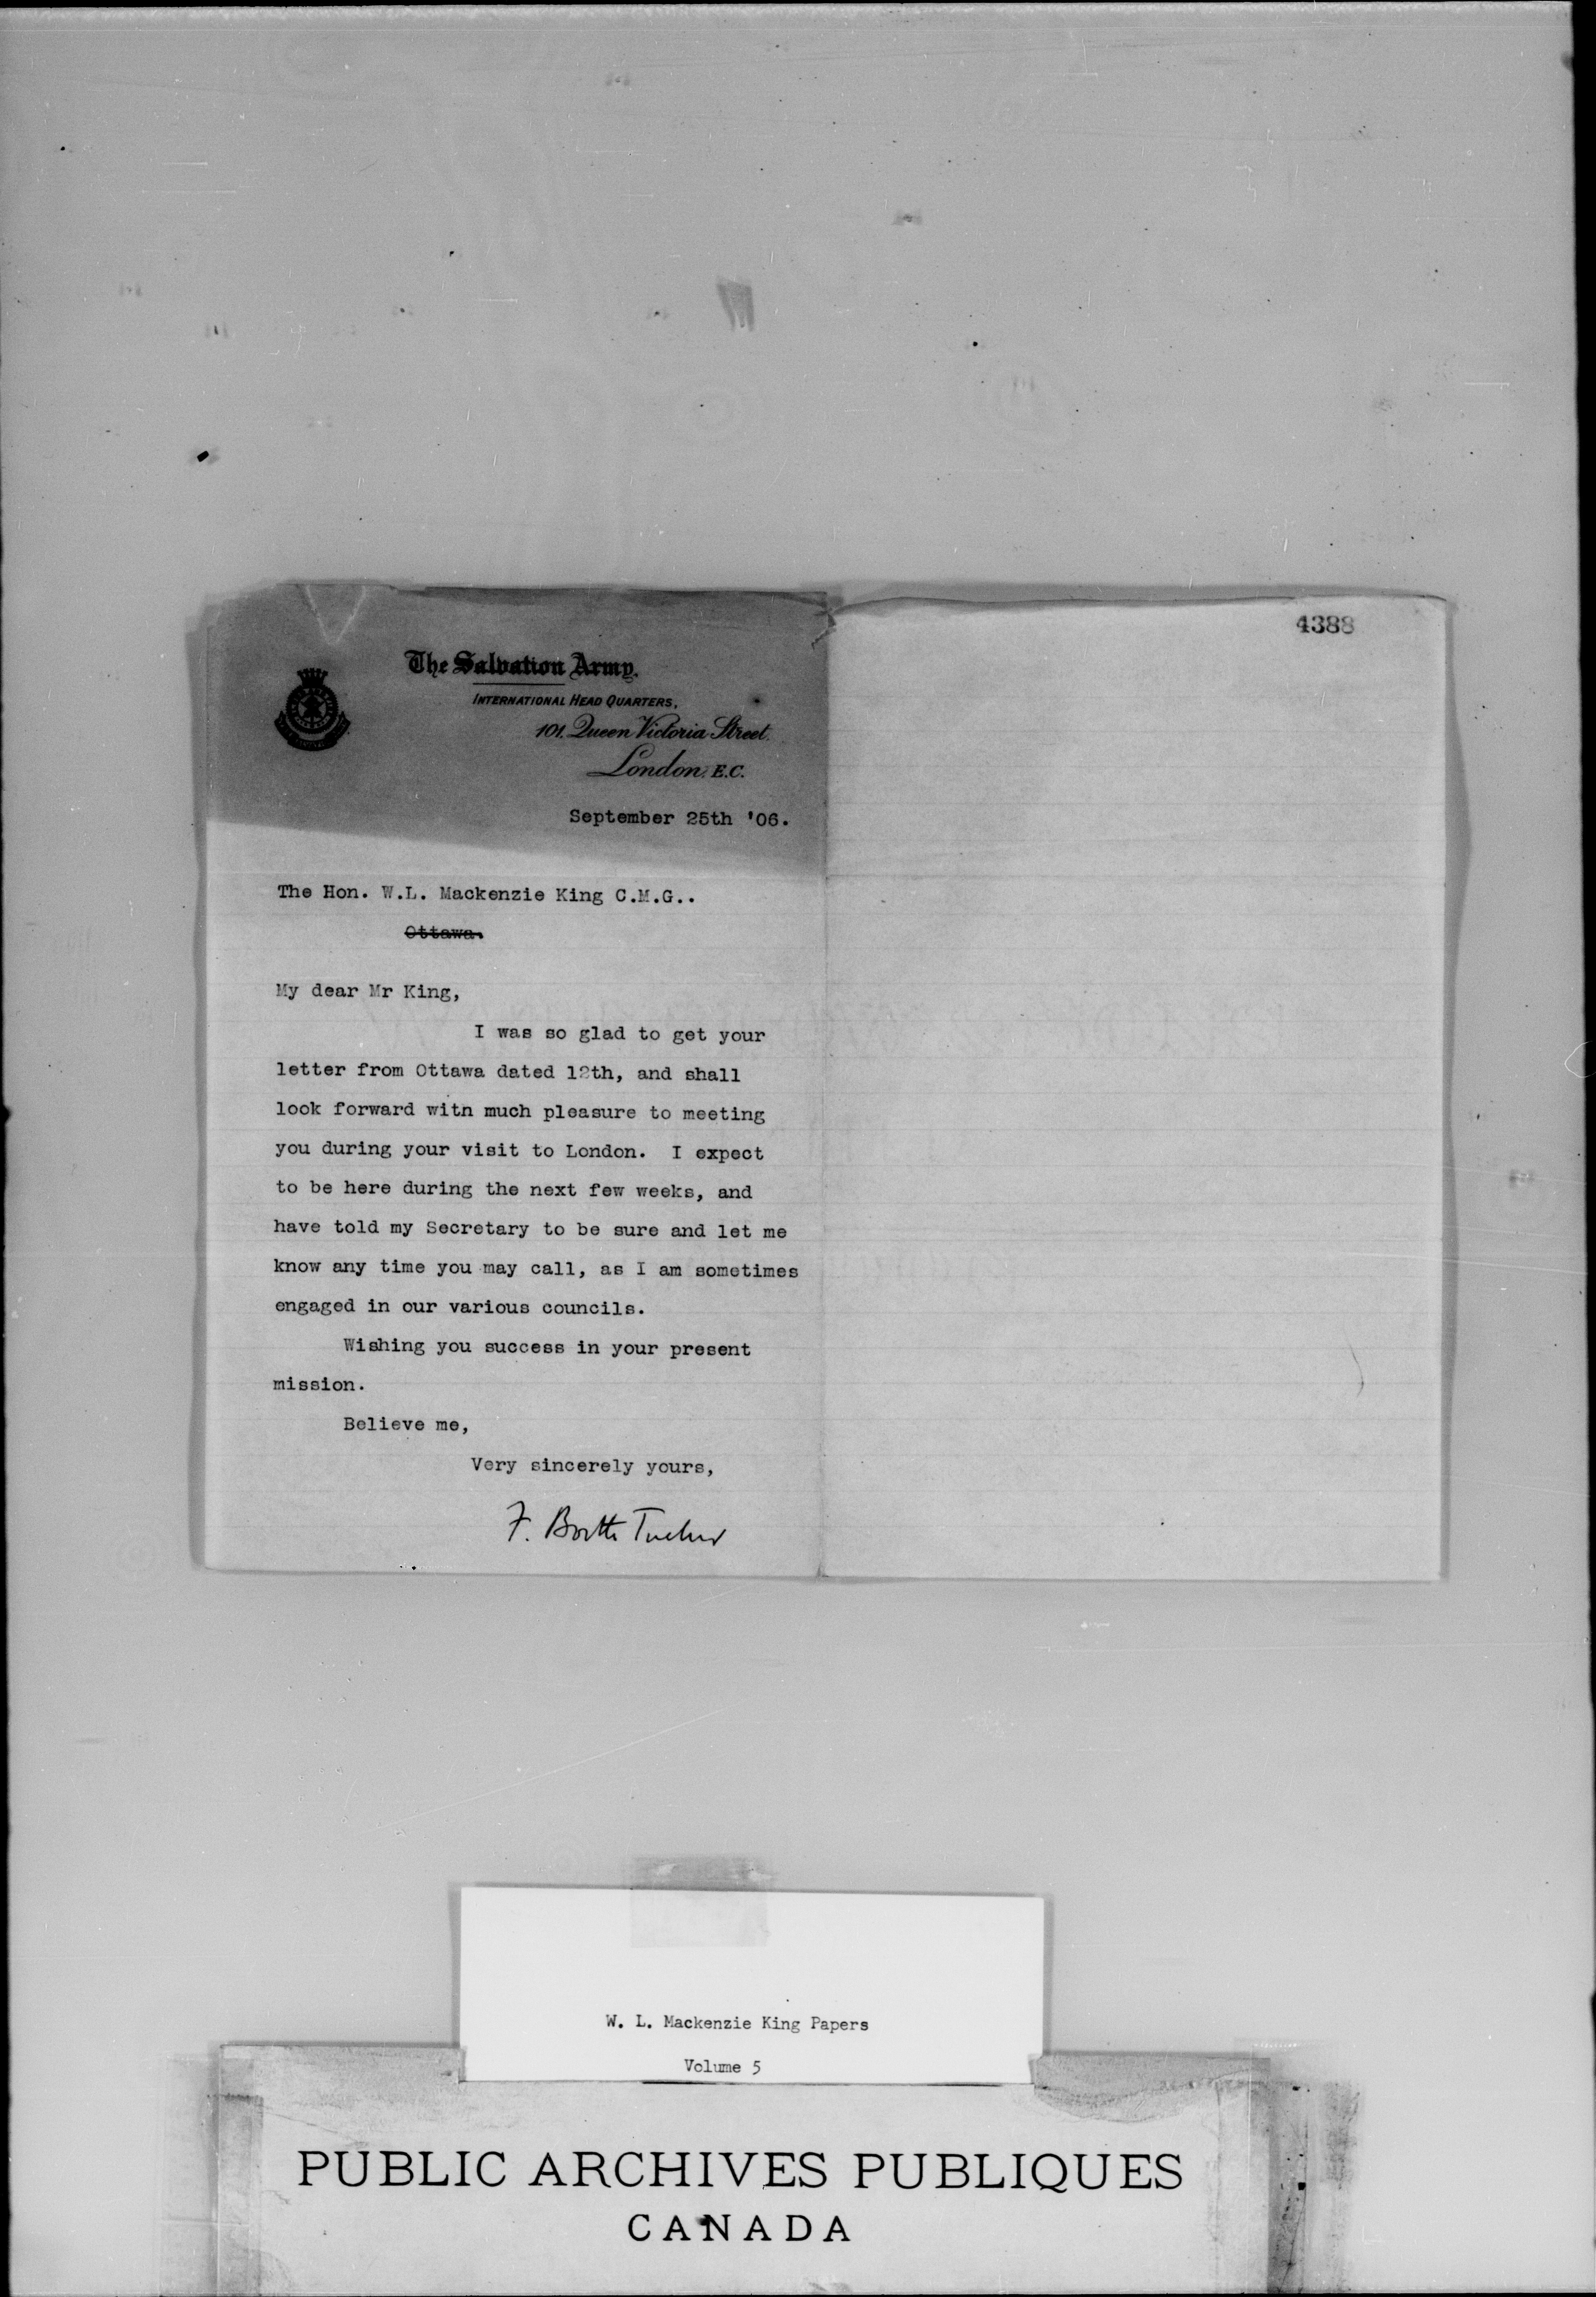 4388
The Salvation Army.
INTERNATIONAL HEAD QUARTERS,
101, Queen Victoria Street.
London, E.C.
September 25th '06.
The Hon. W.L. Mackenzie King C.M.G..
Ottawa.
My dear Mr King,
I was so glad to get your
letter from Ottawa dated 12th, and shall
look forward witn much pleasure to meeting
you during your visit to London. I expect
to be here during the next few weeks, and
have told my Secretary to be sure and let me
know any time you may call, as I am sometimes
engaged in our various councils.
Wishing you success in your present
mission.
Believe me,
Very sincerely yours,
F. Booth Tucker
W. L. Mackenzie King Papers
Volume 5
PUBLIC ARCHIVES PUBLIQUES
CANADA